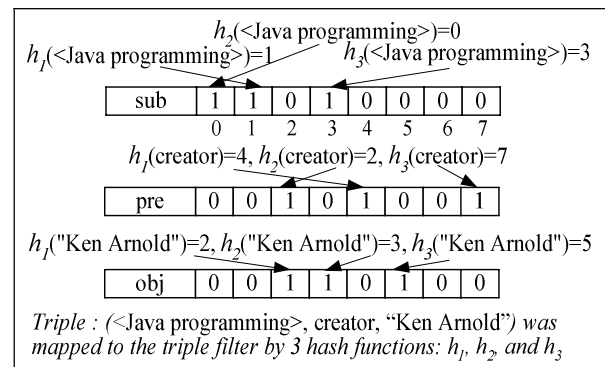 h2(<Java programming>)=0
h1(<Java programming>)=1
h3(<Java programming>)=3
sub 1 1 0 1 0 0 0 0
0 1 2 3 4 5 6 7
h1(creator)=4, h2(creator)=2, h3(creator)=7
pre 0 0 1 0 1 0 0 1
h1("Ken Arnold")=2, h2("Ken Arnold")=3, h3("Ken Arnold")=5
obj 0 0 1 1 0 1 0 0
Triple : (<Java programming>, creator, “Ken Arnold”) was
mapped to the triple filter by 3 hash functions: h1, h2, and h3